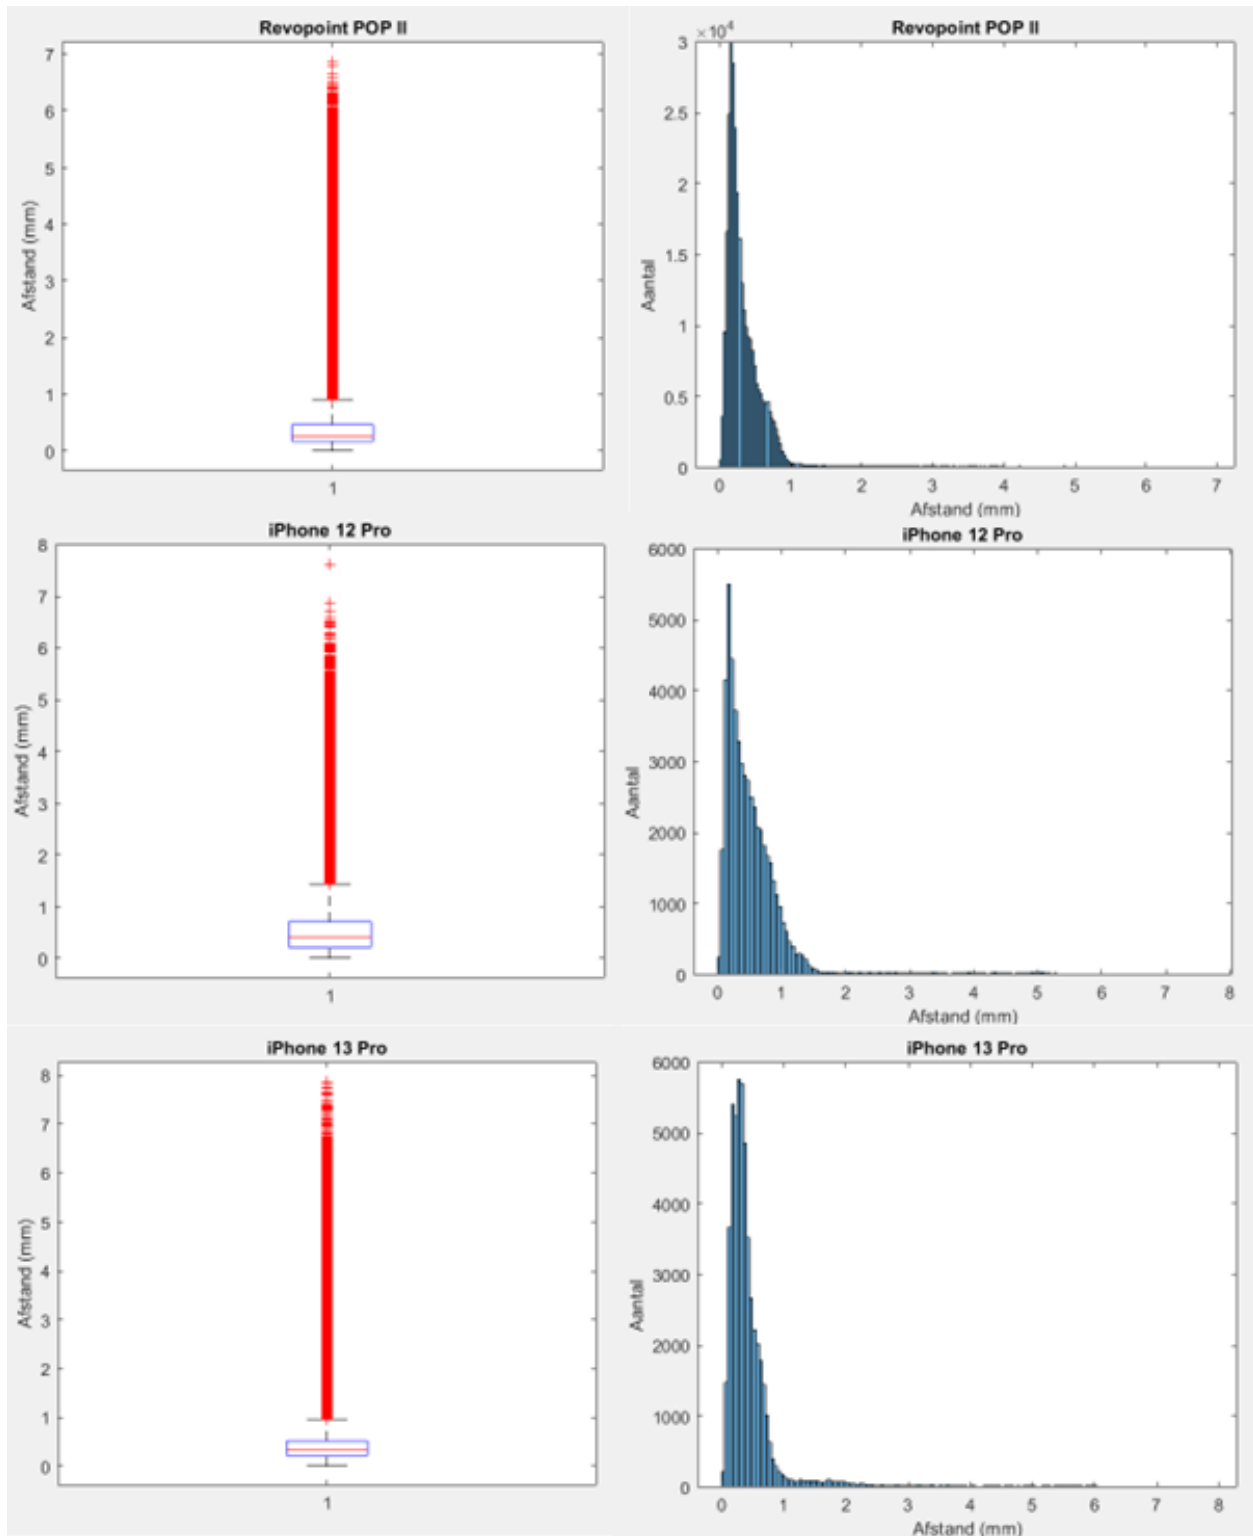 Revopoint POP II
7
6
5
4
3
2
1
0
Afstand (mm)
1
Revopoint POP II
×10⁴
3
2.5
2
1.5
1
0.5
0
Aantal
0 1 2 3 4 5 6 7
Afstand (mm)
iPhone 12 Pro
8
7
6
5
4
3
2
1
0
Afstand (mm)
1
iPhone 12 Pro
6000
5000
4000
3000
2000
1000
0
Aantal
0 1 2 3 4 5 6 7 8
Afstand (mm)
iPhone 13 Pro
8
7
6
5
4
3
2
1
0
Afstand (mm)
1
iPhone 13 Pro
6000
5000
4000
3000
2000
1000
0
Aantal
0 1 2 3 4 5 6 7 8
Afstand (mm)